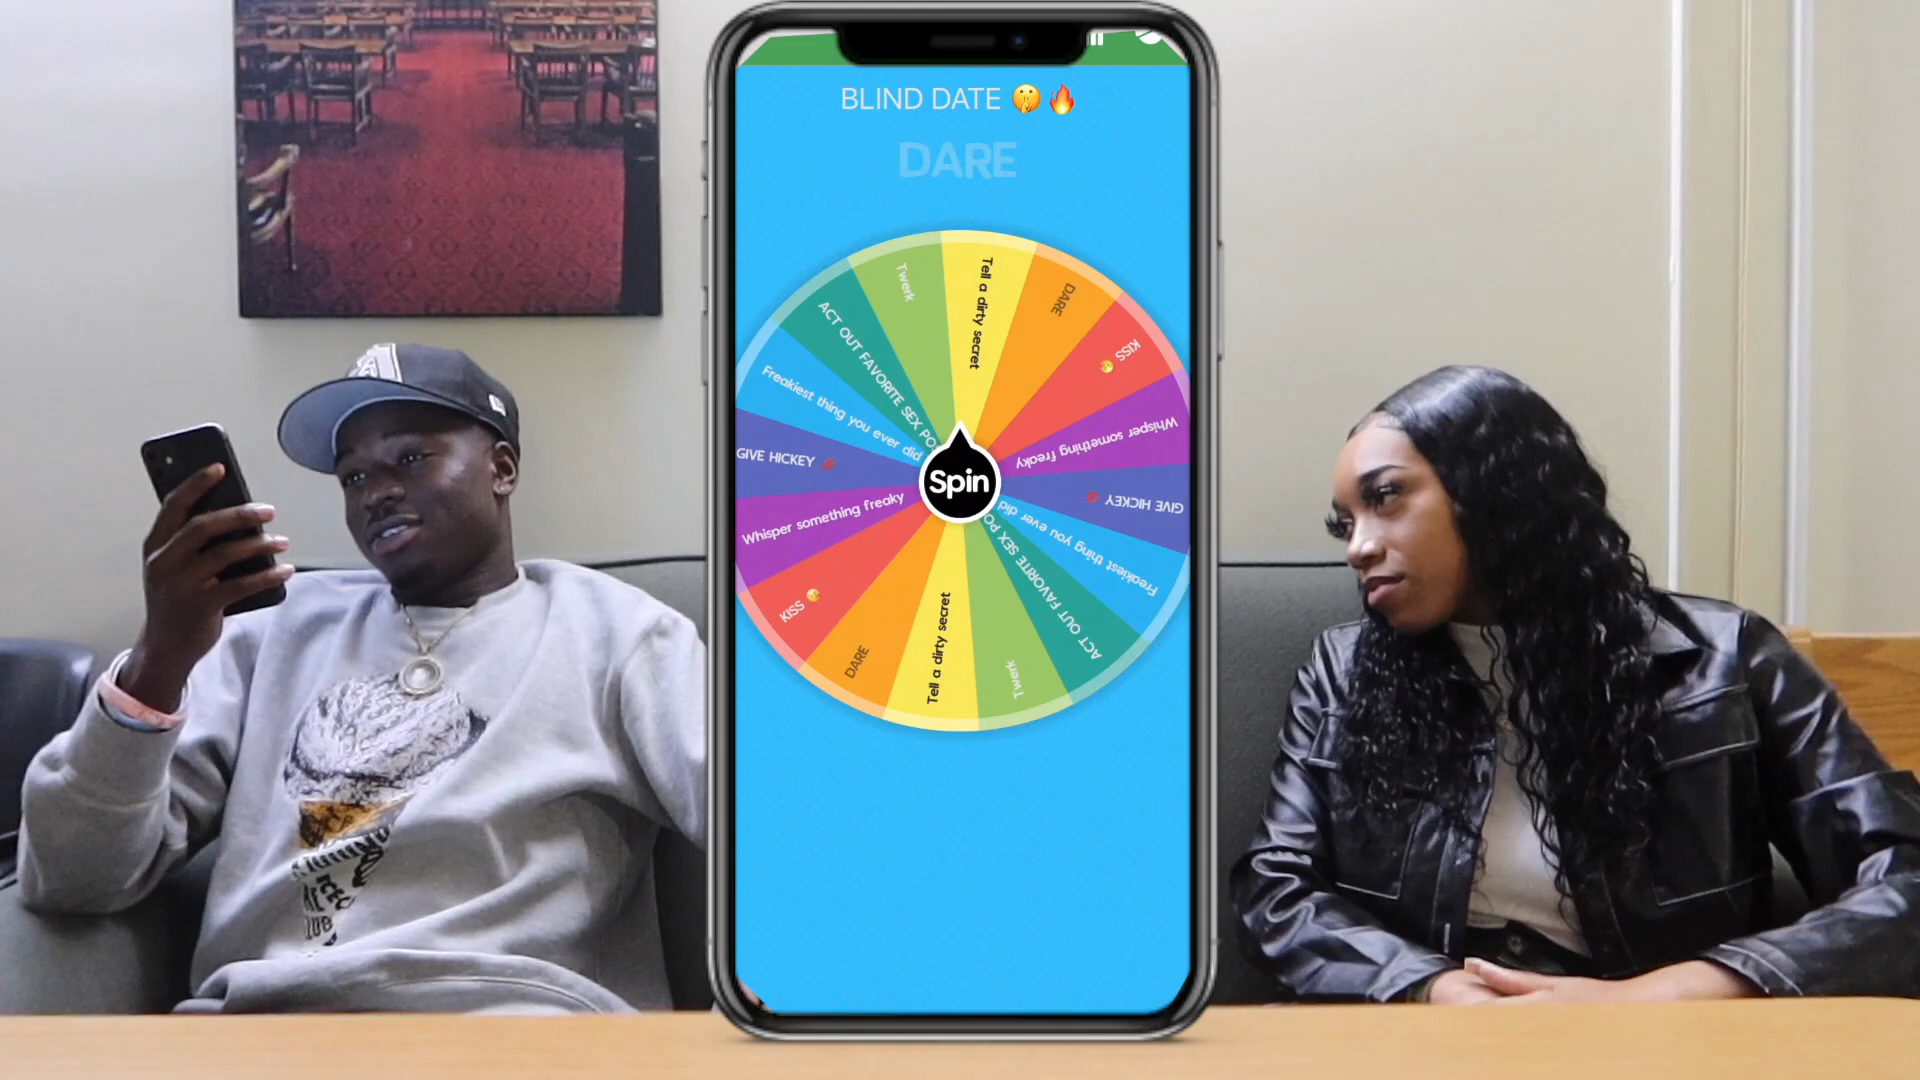 BLIND DATE 🤫🔥
DARE
Tell a dirty secret
DARE
KISS 😘
Whisper something freaky
GIVE HICKEY 💋
Freakiest thing you ever did
ACT OUT FAVORITE SEX PO
Twerk
Tell a dirty secret
DARE
KISS 😘
Whisper something freaky
GIVE HICKEY 💋
Freakiest thing you ever did
ACT OUT FAVORITE SEX PO
Twerk
Spin